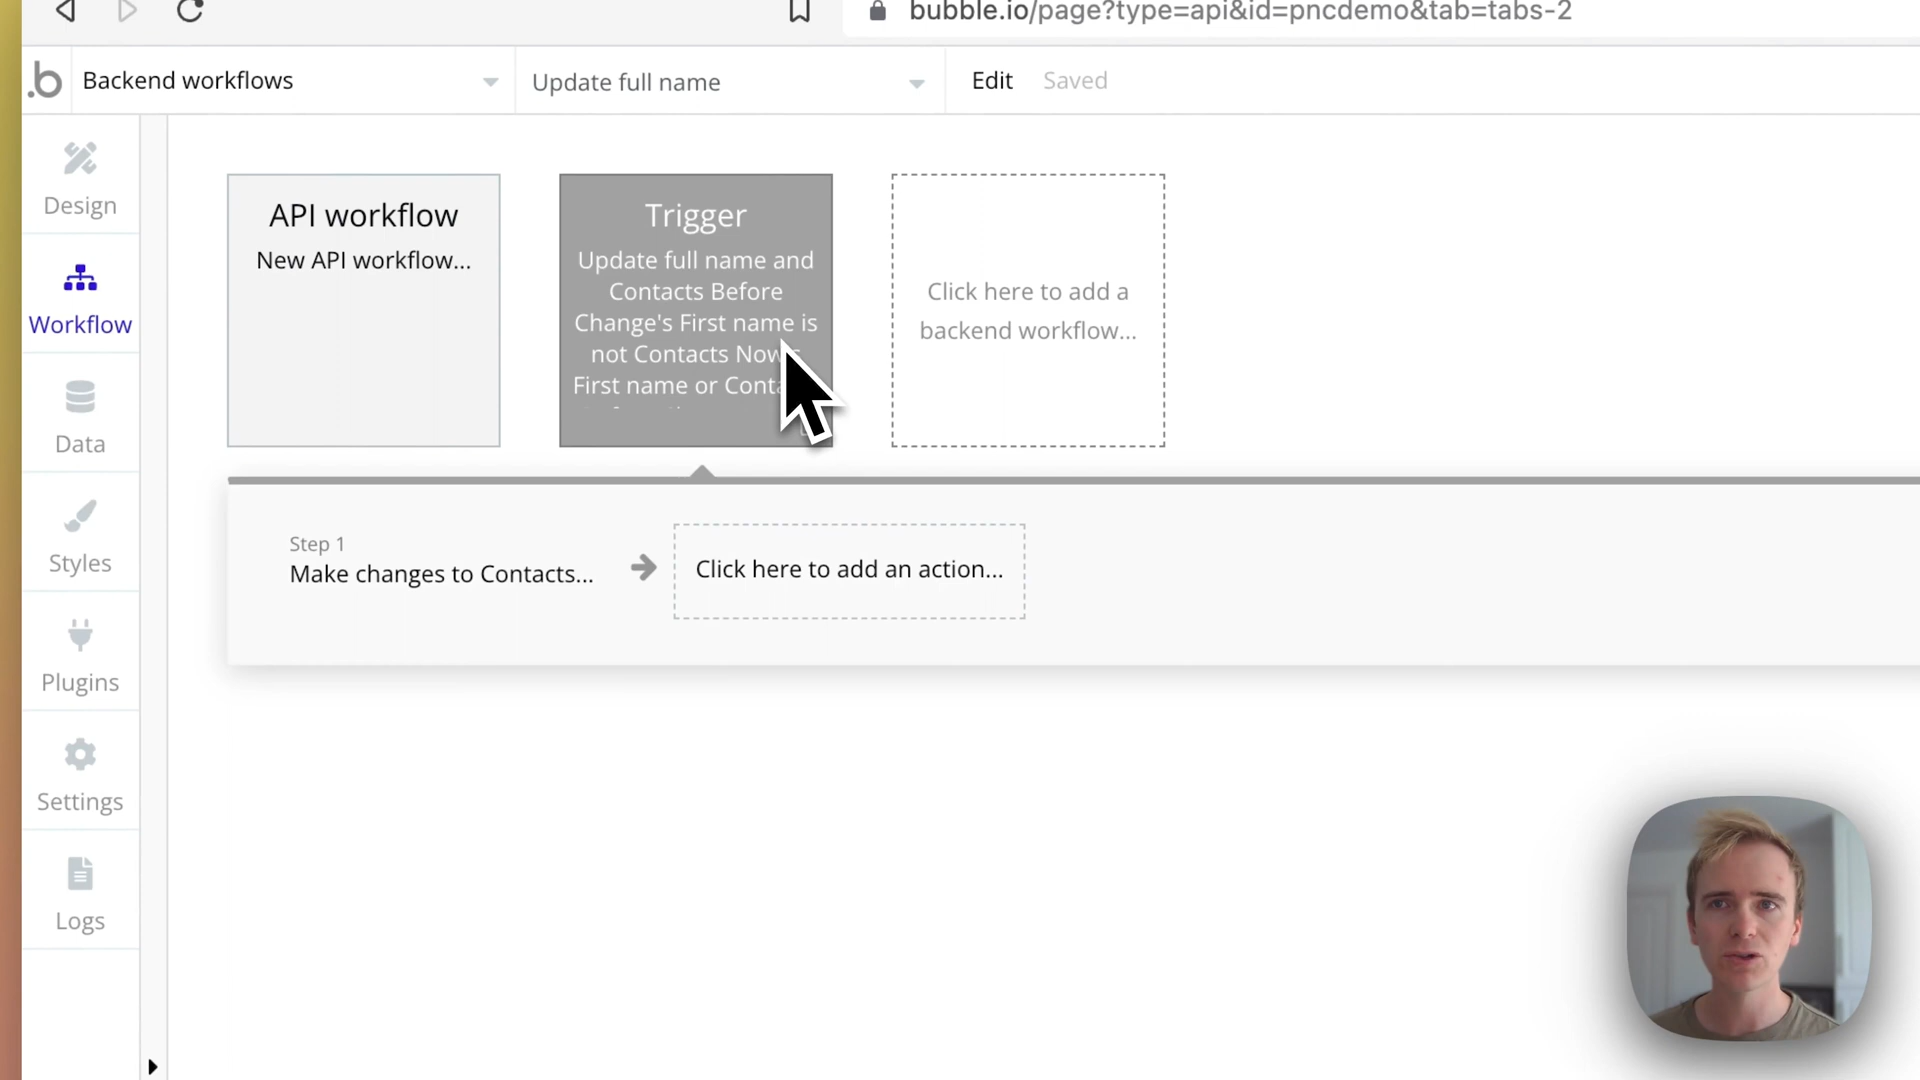 bubble.io/page?type=api&id=pncdemo&tab=tabs-2
.b
Backend workflows
Update full name
Edit
Saved
Design
Workflow
Data
Styles
Plugins
Settings
Logs
API workflow
New API workflow...
Trigger
Update full name and
Contacts Before
Change's First name is
not Contacts Now's
First name or
Click here to add a
backend workflow...
Step 1
Make changes to Contacts...
Click here to add an action...